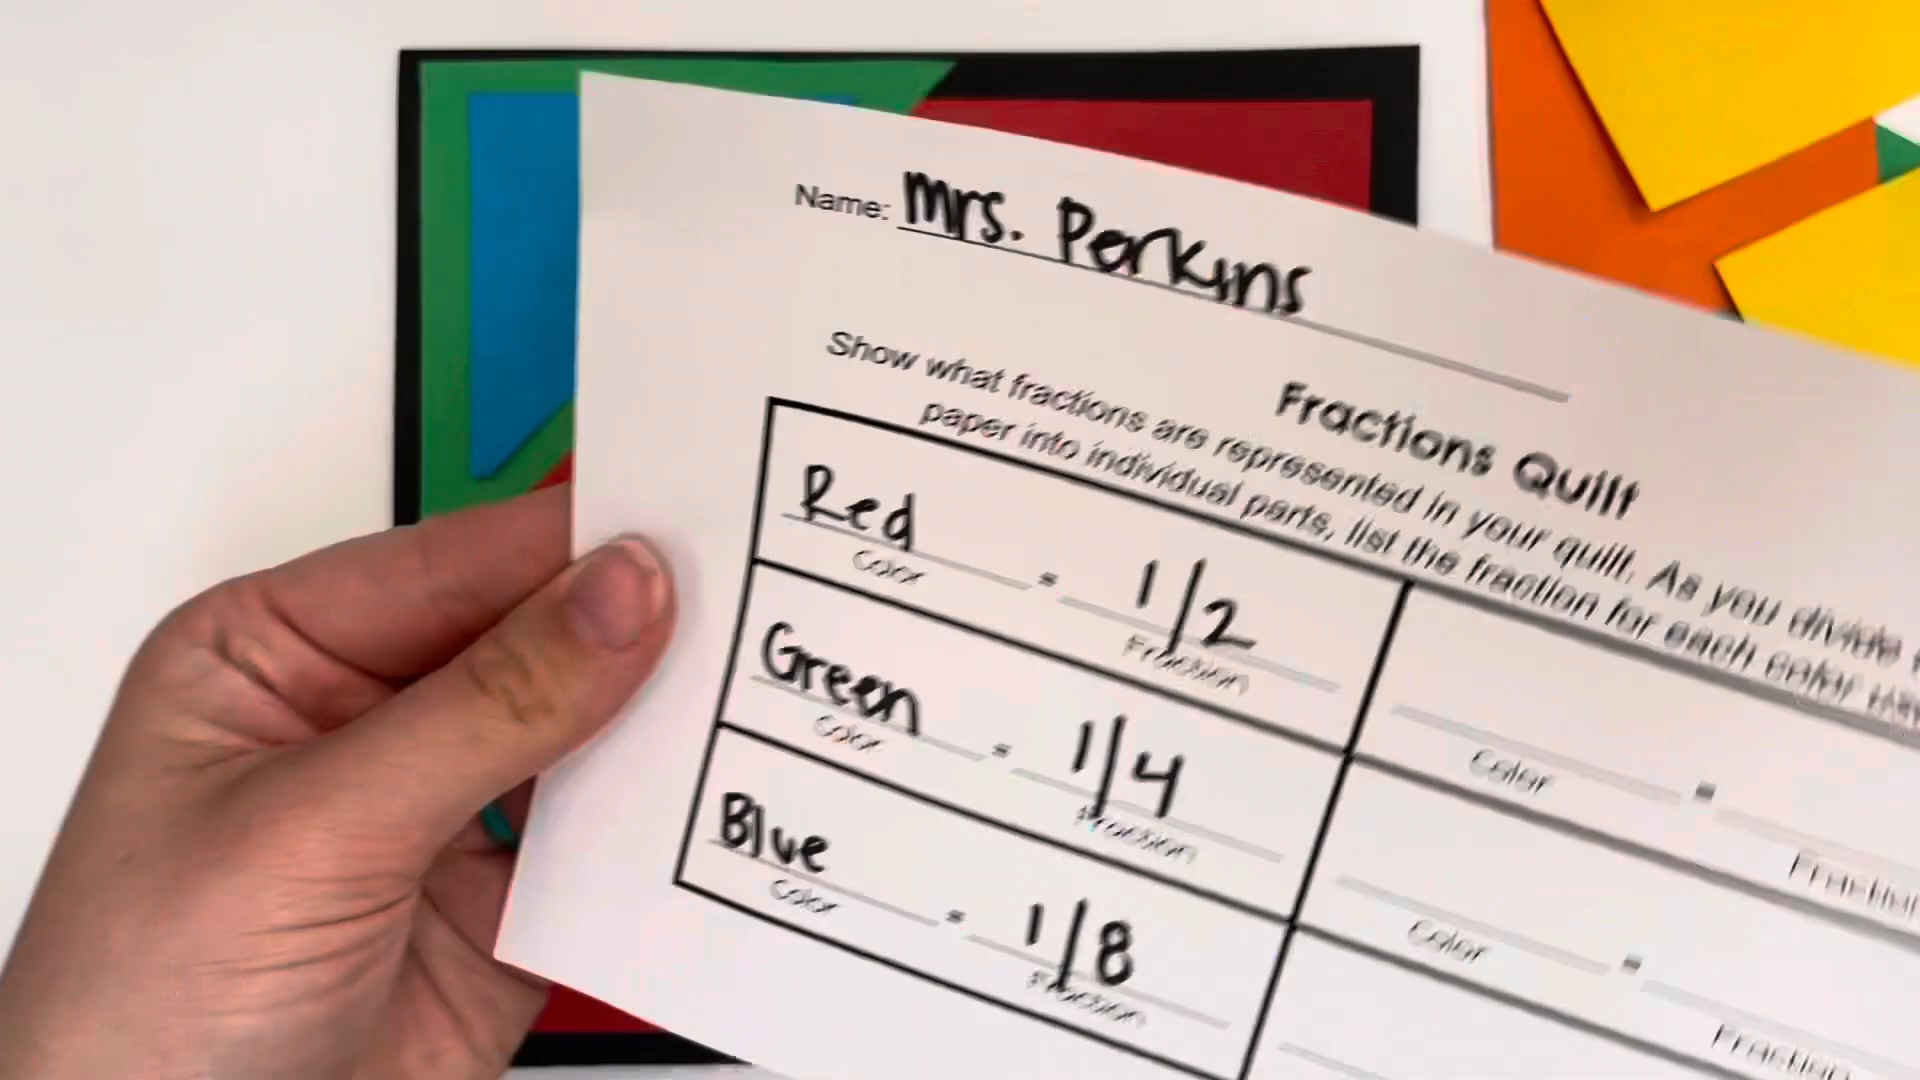 Name: Mrs. Perkins
Fractions Quilt
Show what fractions are represented in your quilt. As you divide
paper into individual parts, list the fraction for each color
Red = 1/2
Color Fraction
Green = 1/4
Color Fraction
Blue = 1/8
Color Fraction
Color =
Fraction
Color =
Fraction